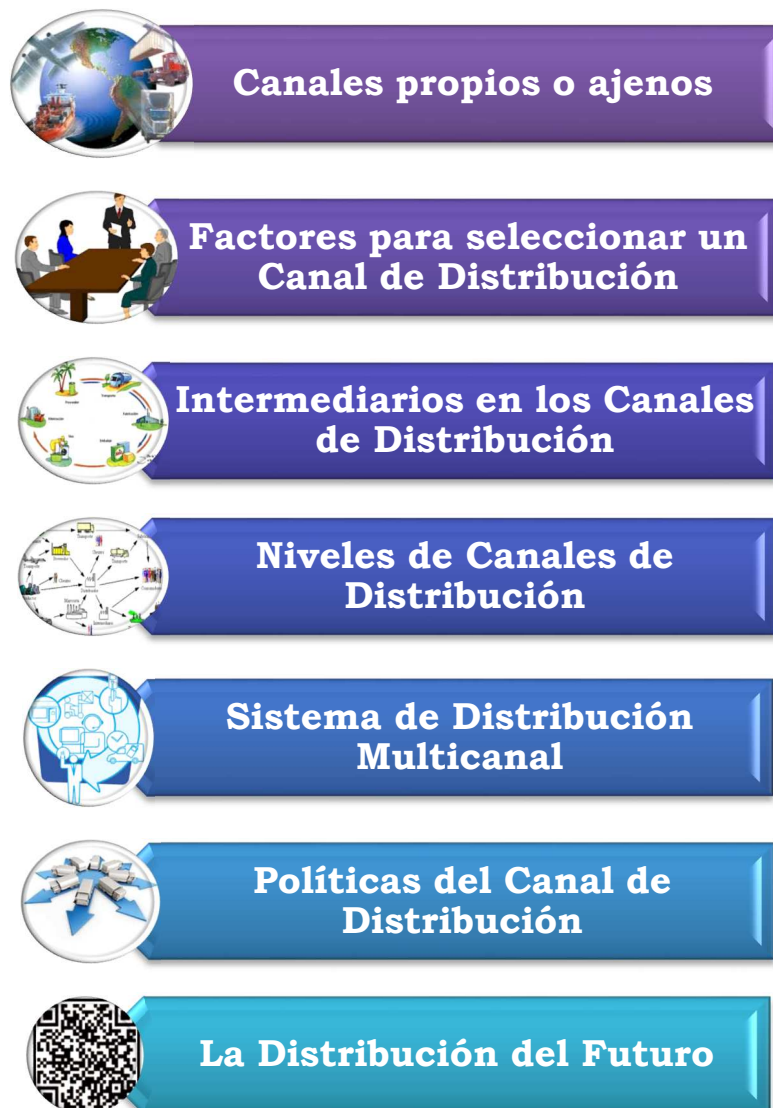 Canales propios o ajenos
Factores para seleccionar un
Canal de Distribución
Intermediarios en los Canales
de Distribución
Niveles de Canales de
Distribución
Sistema de Distribución
Multicanal
Políticas del Canal de
Distribución
La Distribución del Futuro